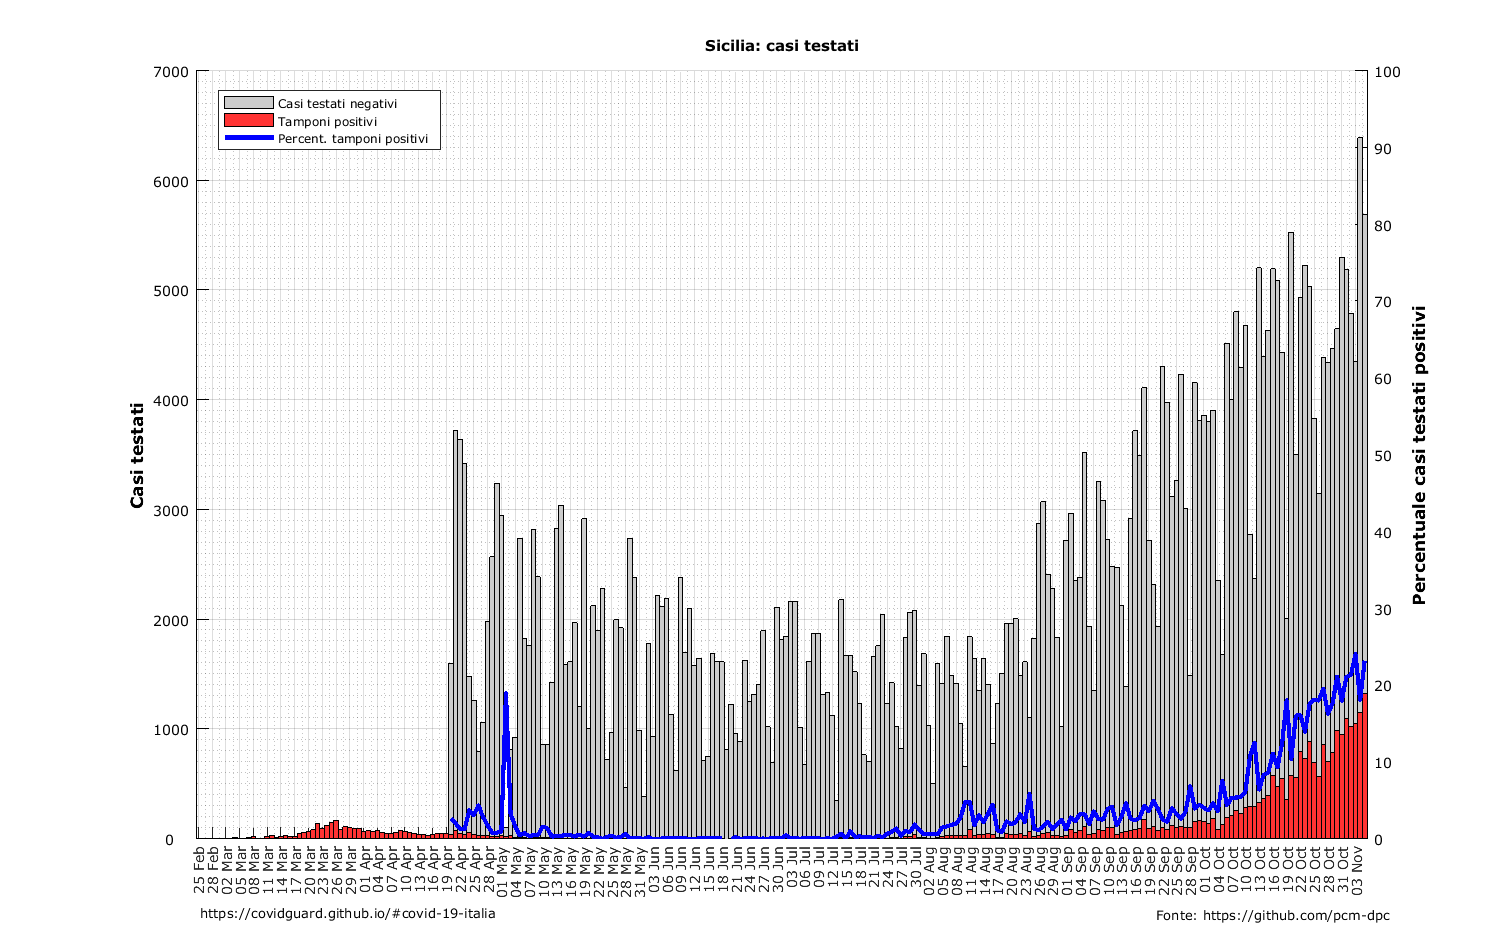 Sicilia: casi testati
7000
6000
5000
4000
3000
2000
1000
0
Casi testati
Casi testati negativi
Tamponi positivi
Percent. tamponi positivi
100
90
80
70
60
50
40
30
20
10
0
Percentuale casi testati positivi
25 Feb
28 Feb
02 Mar
05 Mar
08 Mar
11 Mar
14 Mar
17 Mar
20 Mar
23 Mar
26 Mar
29 Mar
01 Apr
04 Apr
07 Apr
10 Apr
13 Apr
16 Apr
19 Apr
22 Apr
25 Apr
28 Apr
01 May
04 May
07 May
10 May
13 May
16 May
19 May
22 May
25 May
28 May
31 May
03 Jun
06 Jun
09 Jun
12 Jun
15 Jun
18 Jun
21 Jun
24 Jun
27 Jun
30 Jun
03 Jul
06 Jul
09 Jul
12 Jul
15 Jul
18 Jul
21 Jul
24 Jul
27 Jul
30 Jul
02 Aug
05 Aug
08 Aug
11 Aug
14 Aug
17 Aug
20 Aug
23 Aug
26 Aug
29 Aug
01 Sep
04 Sep
07 Sep
10 Sep
13 Sep
16 Sep
19 Sep
22 Sep
25 Sep
28 Sep
01 Oct
04 Oct
07 Oct
10 Oct
13 Oct
16 Oct
19 Oct
22 Oct
25 Oct
28 Oct
31 Oct
03 Nov
https://covidguard.github.io/#covid-19-italia
Fonte: https://github.com/pcm-dpc